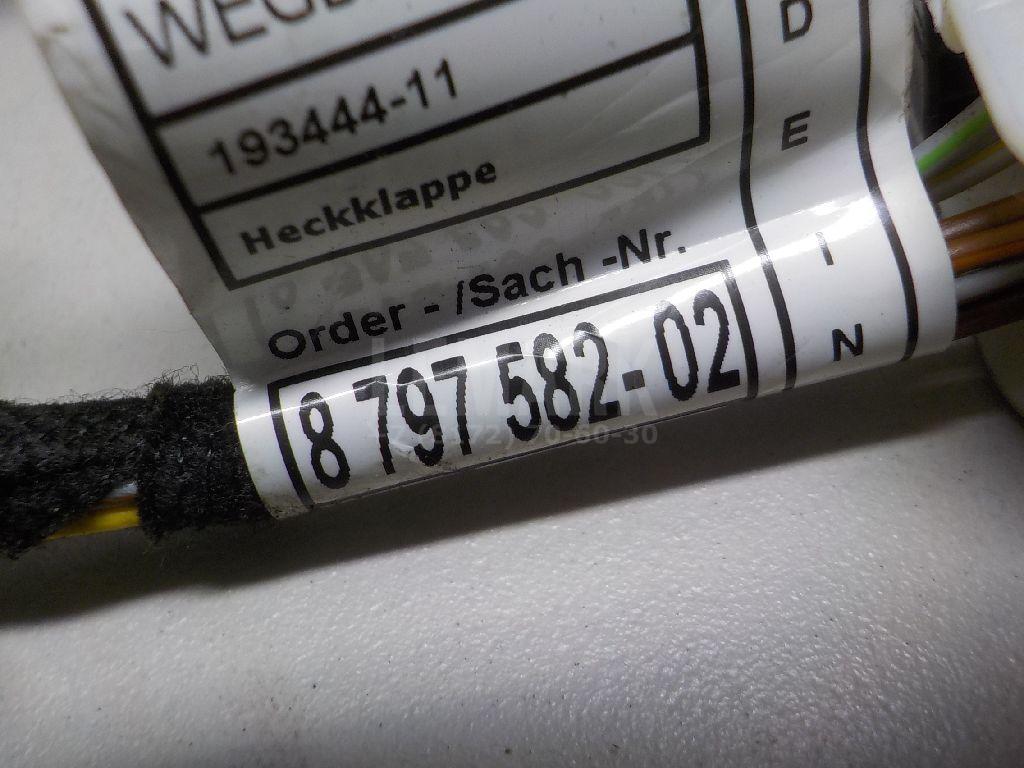 193444-11
Heckklappe
Order - /Sach -Nr.
8 797 582-02
D
E
I
N